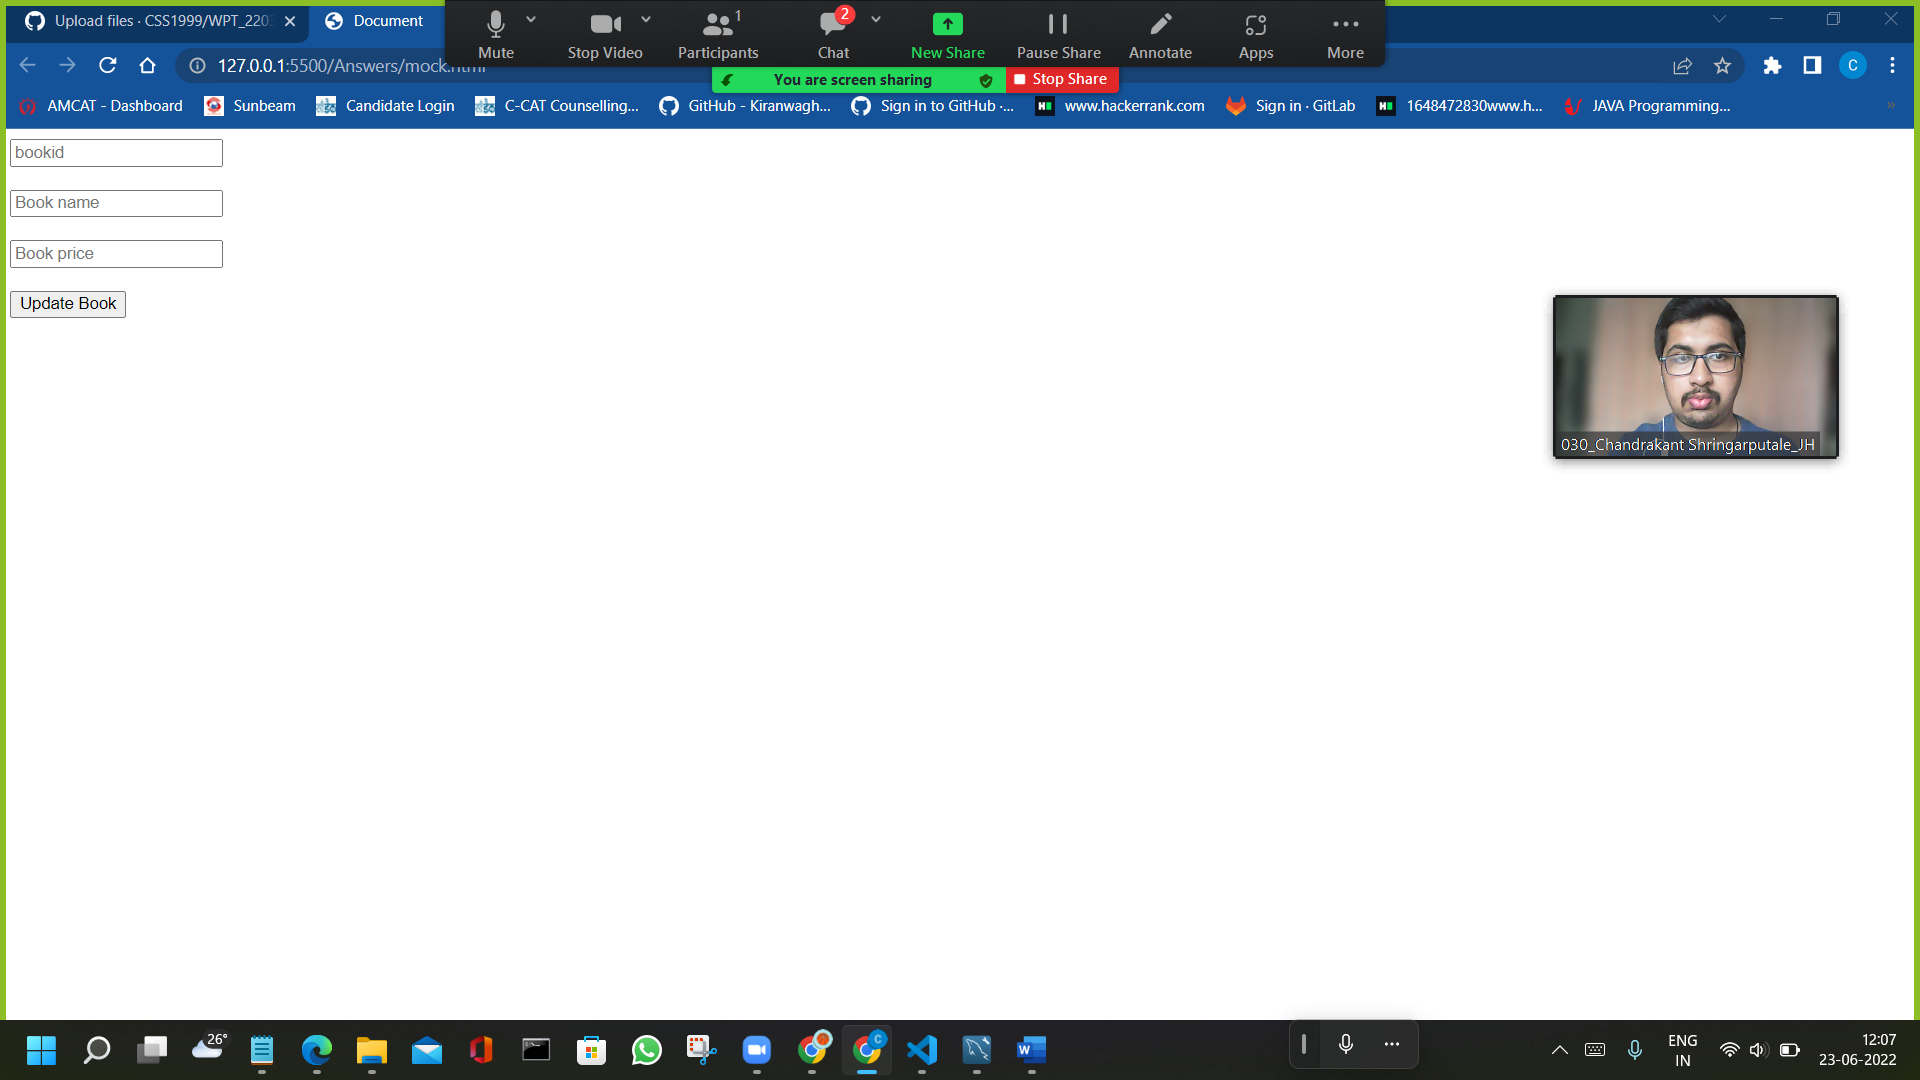 Upload files · CSS1999/WPT_220
Document
Mute
Stop Video
Participants
1
Chat
2
New Share
Pause Share
Annotate
Apps
More
127.0.0.1:5500/Answers/mock.html
You are screen sharing
Stop Share
C
AMCAT - Dashboard
Sunbeam
Candidate Login
C-CAT Counselling...
GitHub - Kiranwagh...
Sign in to GitHub ·...
www.hackerrank.com
Sign in · GitLab
1648472830www.h...
JAVA Programming...
bookid
Book name
Book price
Update Book
030_Chandrakant Shringarputale_JH
26°
ENG
IN
12:07
23-06-2022